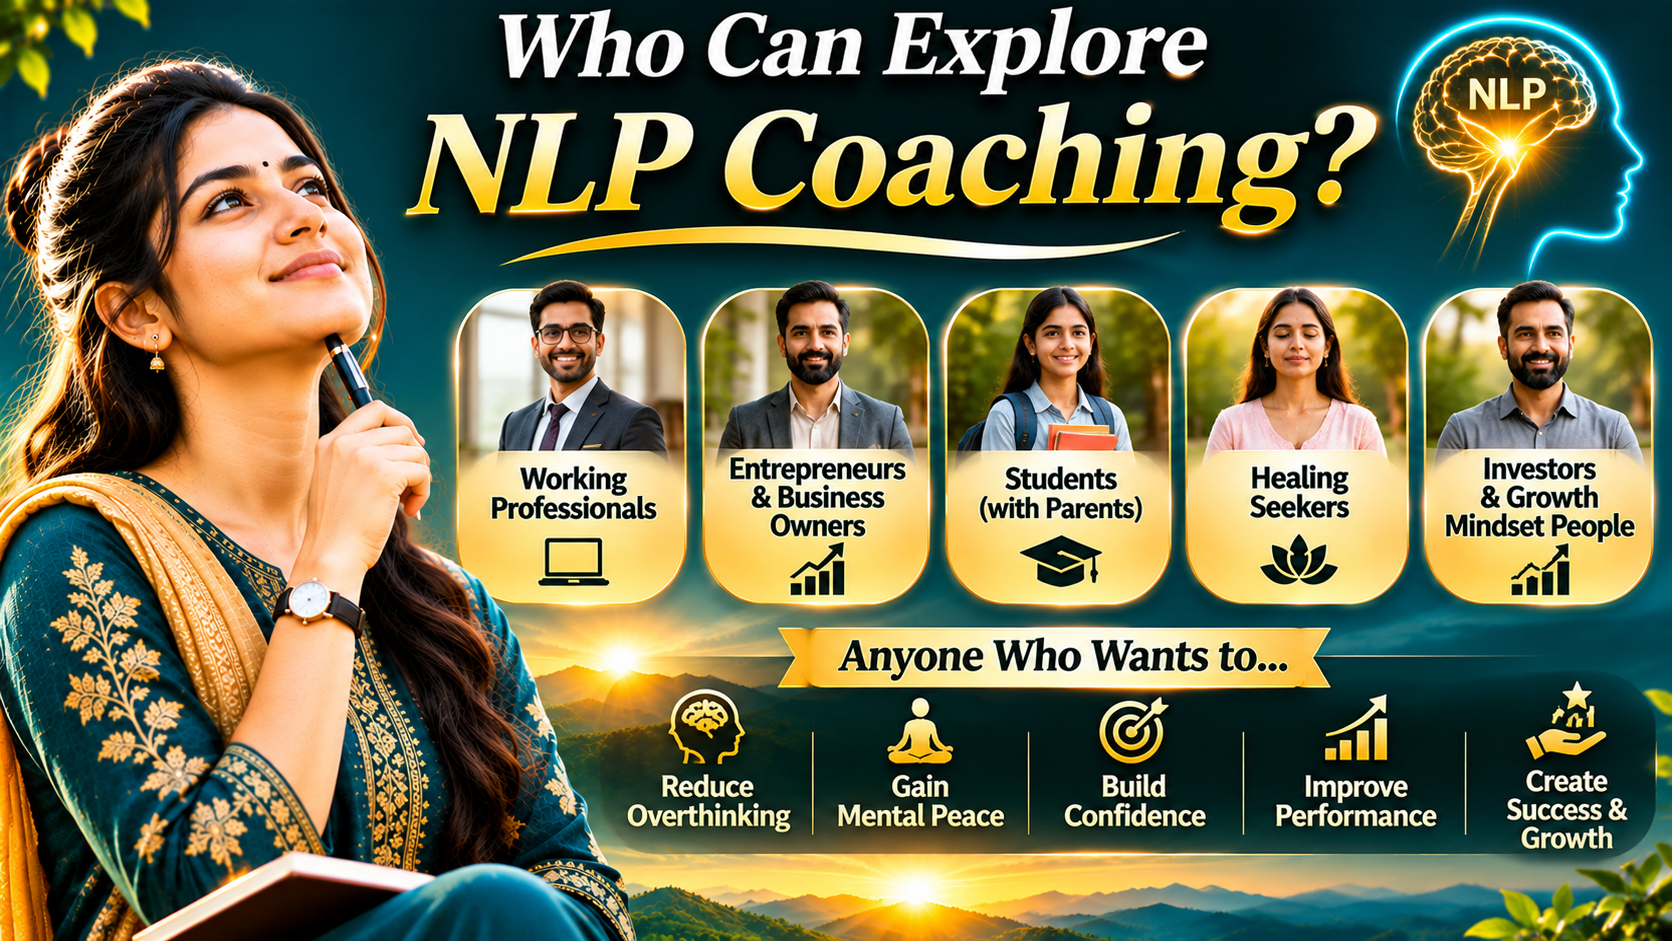 Who Can Explore
NLP Coaching?
NLP
Working
Professionals
Entrepreneurs
& Business
Owners
Students
(with Parents)
Healing
Seekers
Investors
& Growth
Mindset People
Anyone Who Wants to...
Reduce
Overthinking
Gain
Mental Peace
Build
Confidence
Improve
Performance
Create
Success &
Growth